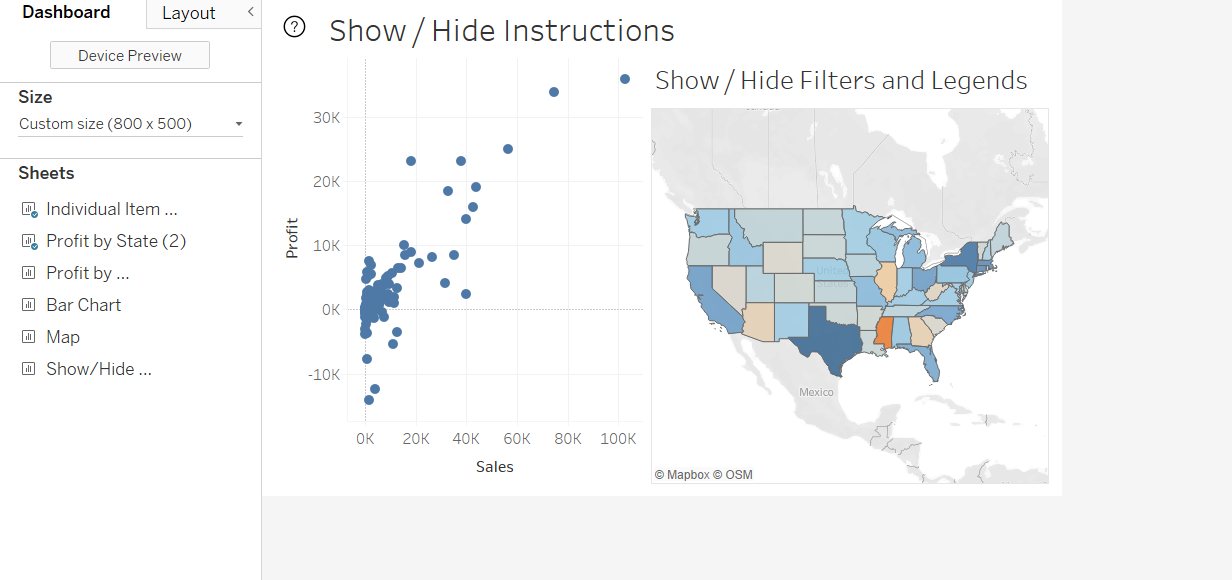 Dashboard
Layout
<
Device Preview
Size
Custom size (800 x 500)
Sheets
Individual Item ...
Profit by State (2)
Profit by ...
Bar Chart
Map
Show/Hide ...
?
Show / Hide Instructions
Profit
30K
20K
10K
0K
-10K
0K 20K 40K 60K 80K 100K
Sales
Show / Hide Filters and Legends
United
States
Mexico
© Mapbox © OSM